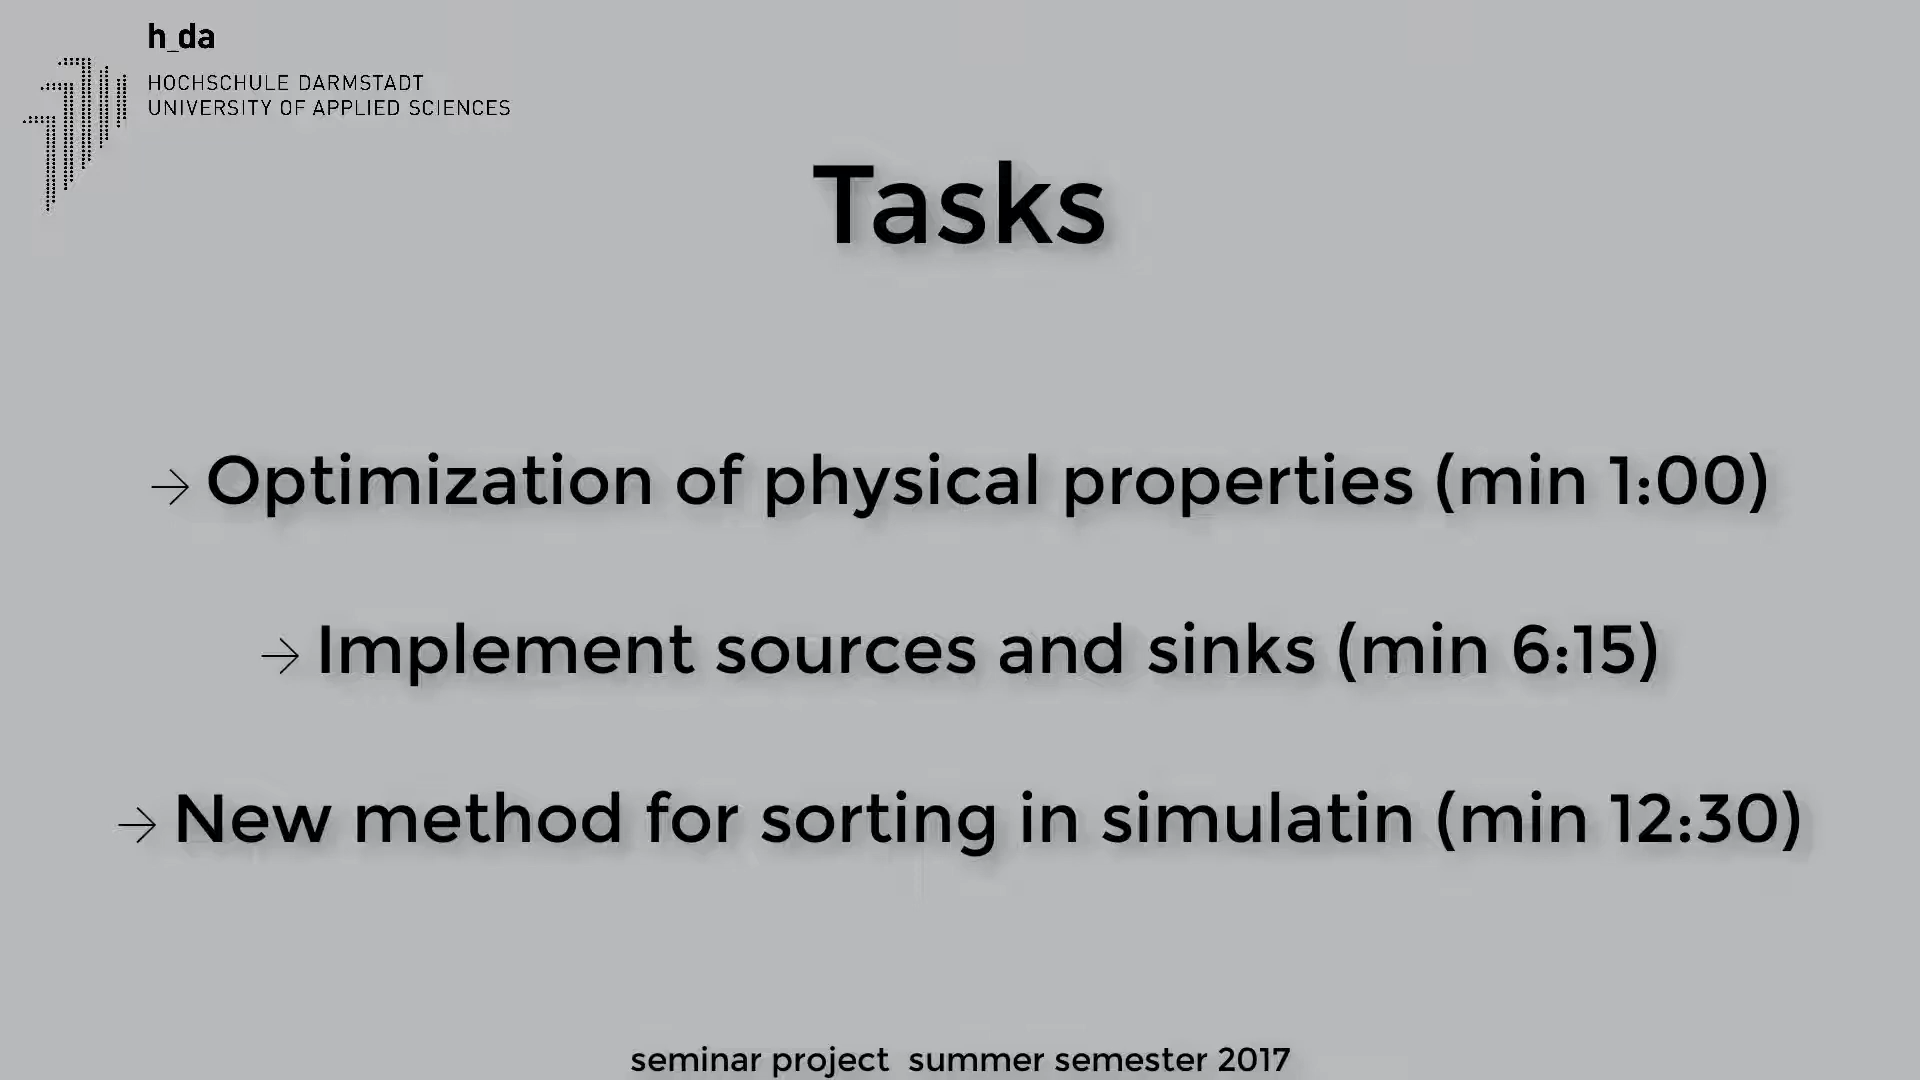 h_da
HOCHSCHULE DARMSTADT
UNIVERSITY OF APPLIED SCIENCES
Tasks
→ Optimization of physical properties (min 1:00)
→ Implement sources and sinks (min 6:15)
→ New method for sorting in simulatin (min 12:30)
seminar project summer semester 2017